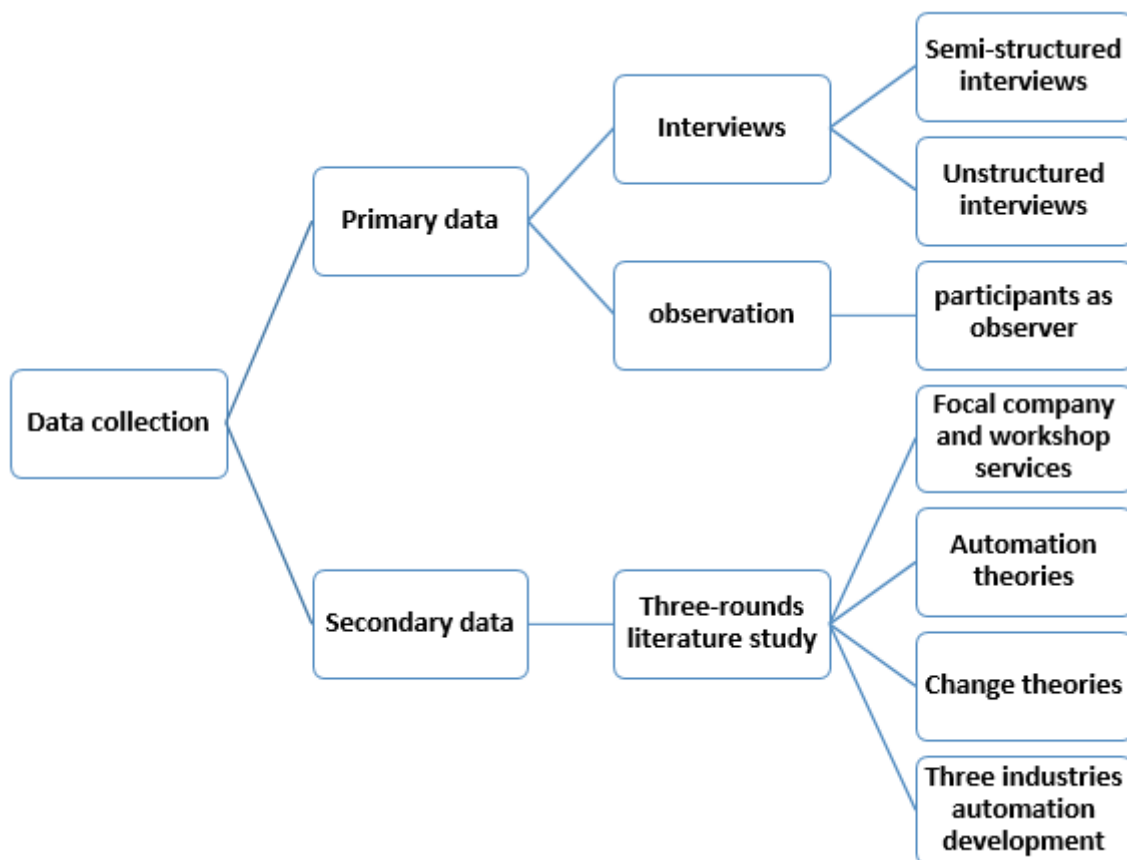 Semi-structured
interviews
Interviews
Unstructured
interviews
Primary data
observation
participants as
observer
Data collection
Focal company
and workshop
services
Automation
theories
Secondary data
Three-rounds
literature study
Change theories
Three industries
automation
development